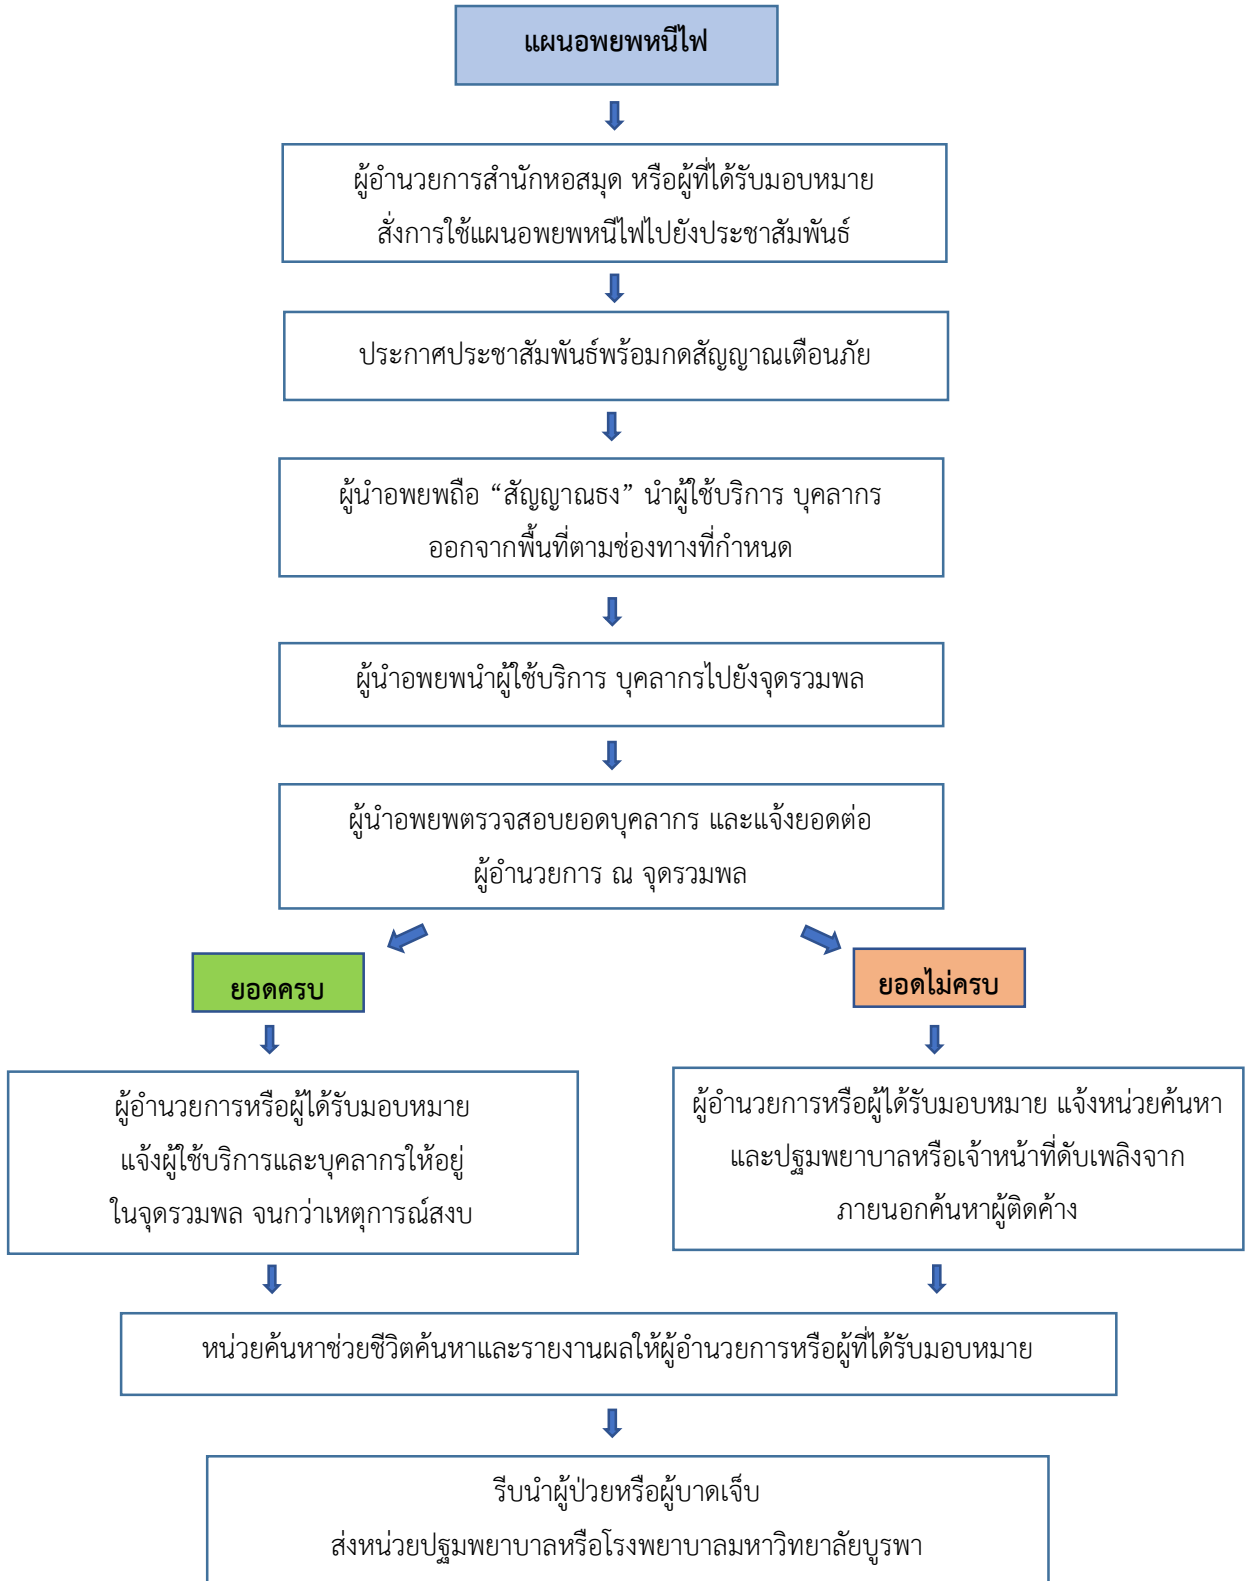 แผนอพยพหนีไฟ
ผู้อำนวยการสำนักหอสมุด หรือผู้ที่ได้รับมอบหมาย
สั่งการใช้แผนอพยพหนีไฟไปยังประชาสัมพันธ์
ประกาศประชาสัมพันธ์พร้อมกดสัญญาณเตือนภัย
ผู้นำอพยพถือ “สัญญาณธง” นำผู้ใช้บริการ บุคลากร
ออกจากพื้นที่ตามช่องทางที่กำหนด
ผู้นำอพยพนำผู้ใช้บริการ บุคลากรไปยังจุดรวมพล
ผู้นำอพยพตรวจสอบยอดบุคลากร และแจ้งยอดต่อ
ผู้อำนวยการ ณ จุดรวมพล
ยอดครบ
ยอดไม่ครบ
ผู้อำนวยการหรือผู้ได้รับมอบหมาย
แจ้งผู้ใช้บริการและบุคลากรให้อยู่
ในจุดรวมพล จนกว่าเหตุการณ์สงบ
ผู้อำนวยการหรือผู้ได้รับมอบหมาย แจ้งหน่วยค้นหา
และปฐมพยาบาลหรือเจ้าหน้าที่ดับเพลิงจาก
ภายนอกค้นหาผู้ติดค้าง
หน่วยค้นหาช่วยชีวิตค้นหาและรายงานผลให้ผู้อำนวยการหรือผู้ที่ได้รับมอบหมาย
รีบนำผู้ป่วยหรือผู้บาดเจ็บ
ส่งหน่วยปฐมพยาบาลหรือโรงพยาบาลมหาวิทยาลัยบูรพา